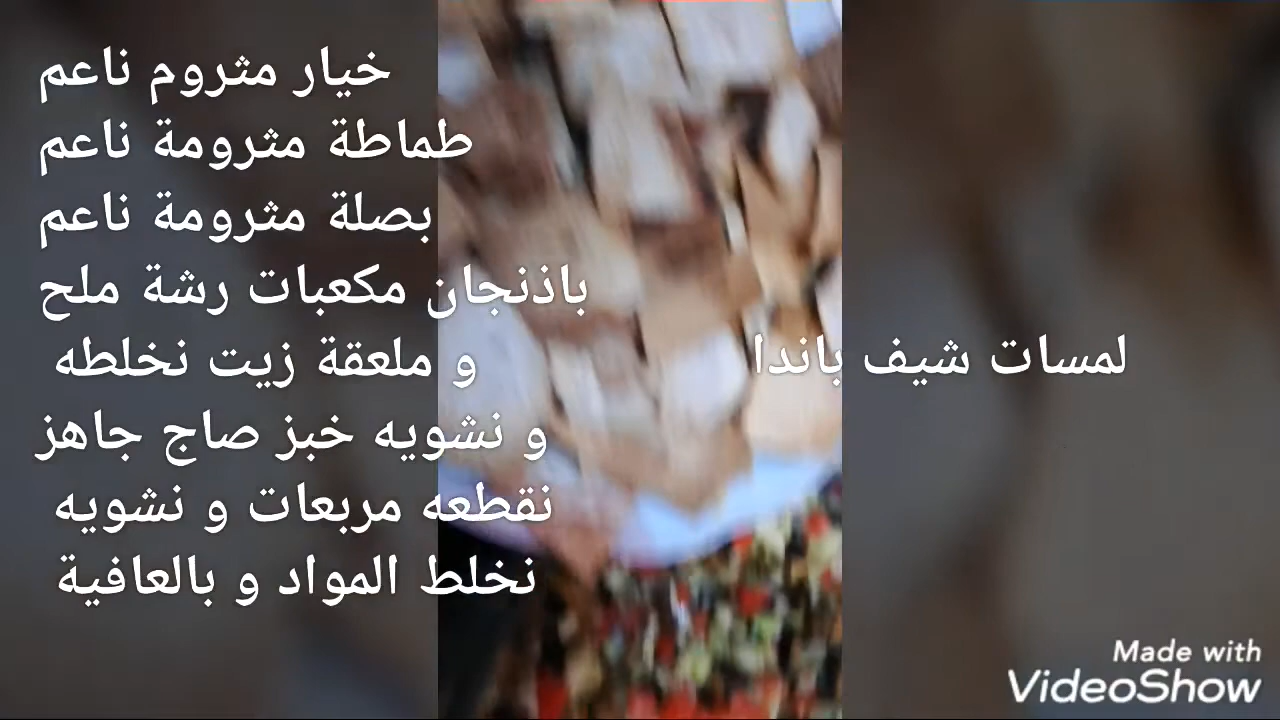 خيار مثروم ناعم
طماطة مثرومة ناعم
بصلة مثرومة ناعم
باذنجان مكعبات رشة ملح
و ملعقة زيت نخلطه
و نشويه خبز صاج جاهز
نقطعه مربعات و نشويه
نخلط المواد و بالعافية
لمسات شيف باندا
Made with
VideoShow